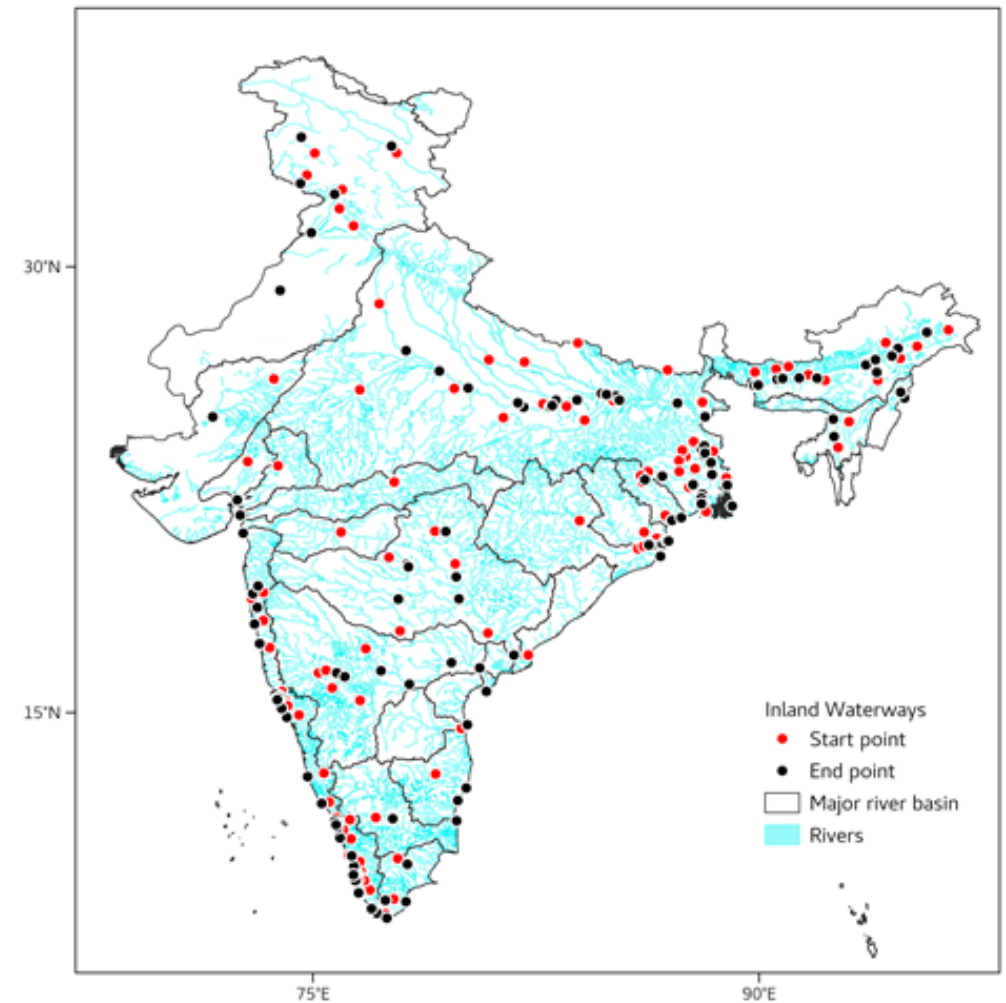 30°N
15°N
Inland Waterways
Start point
End point
Major river basin
Rivers
75°E
90°E